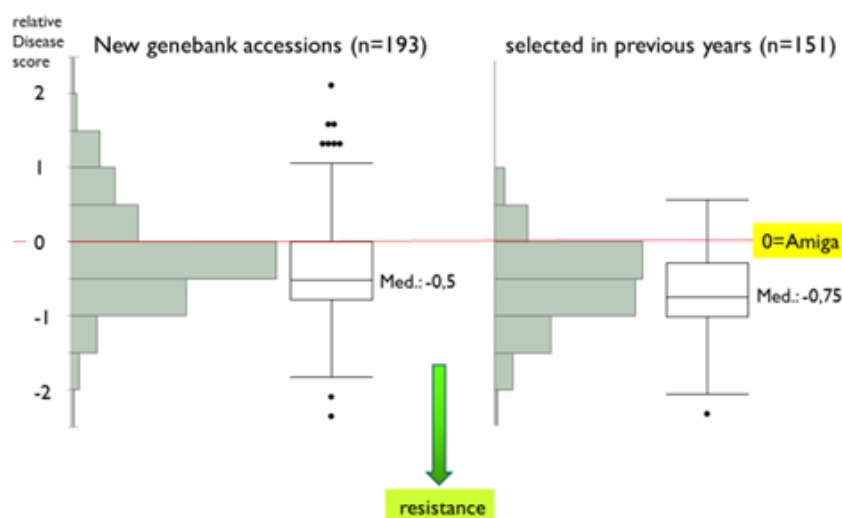 relative
Disease
score
New genebank accessions (n=193)
selected in previous years (n=151)
2
1
0
-1
-2
Med.: -0,5
0=Amiga
Med.: -0,75
resistance